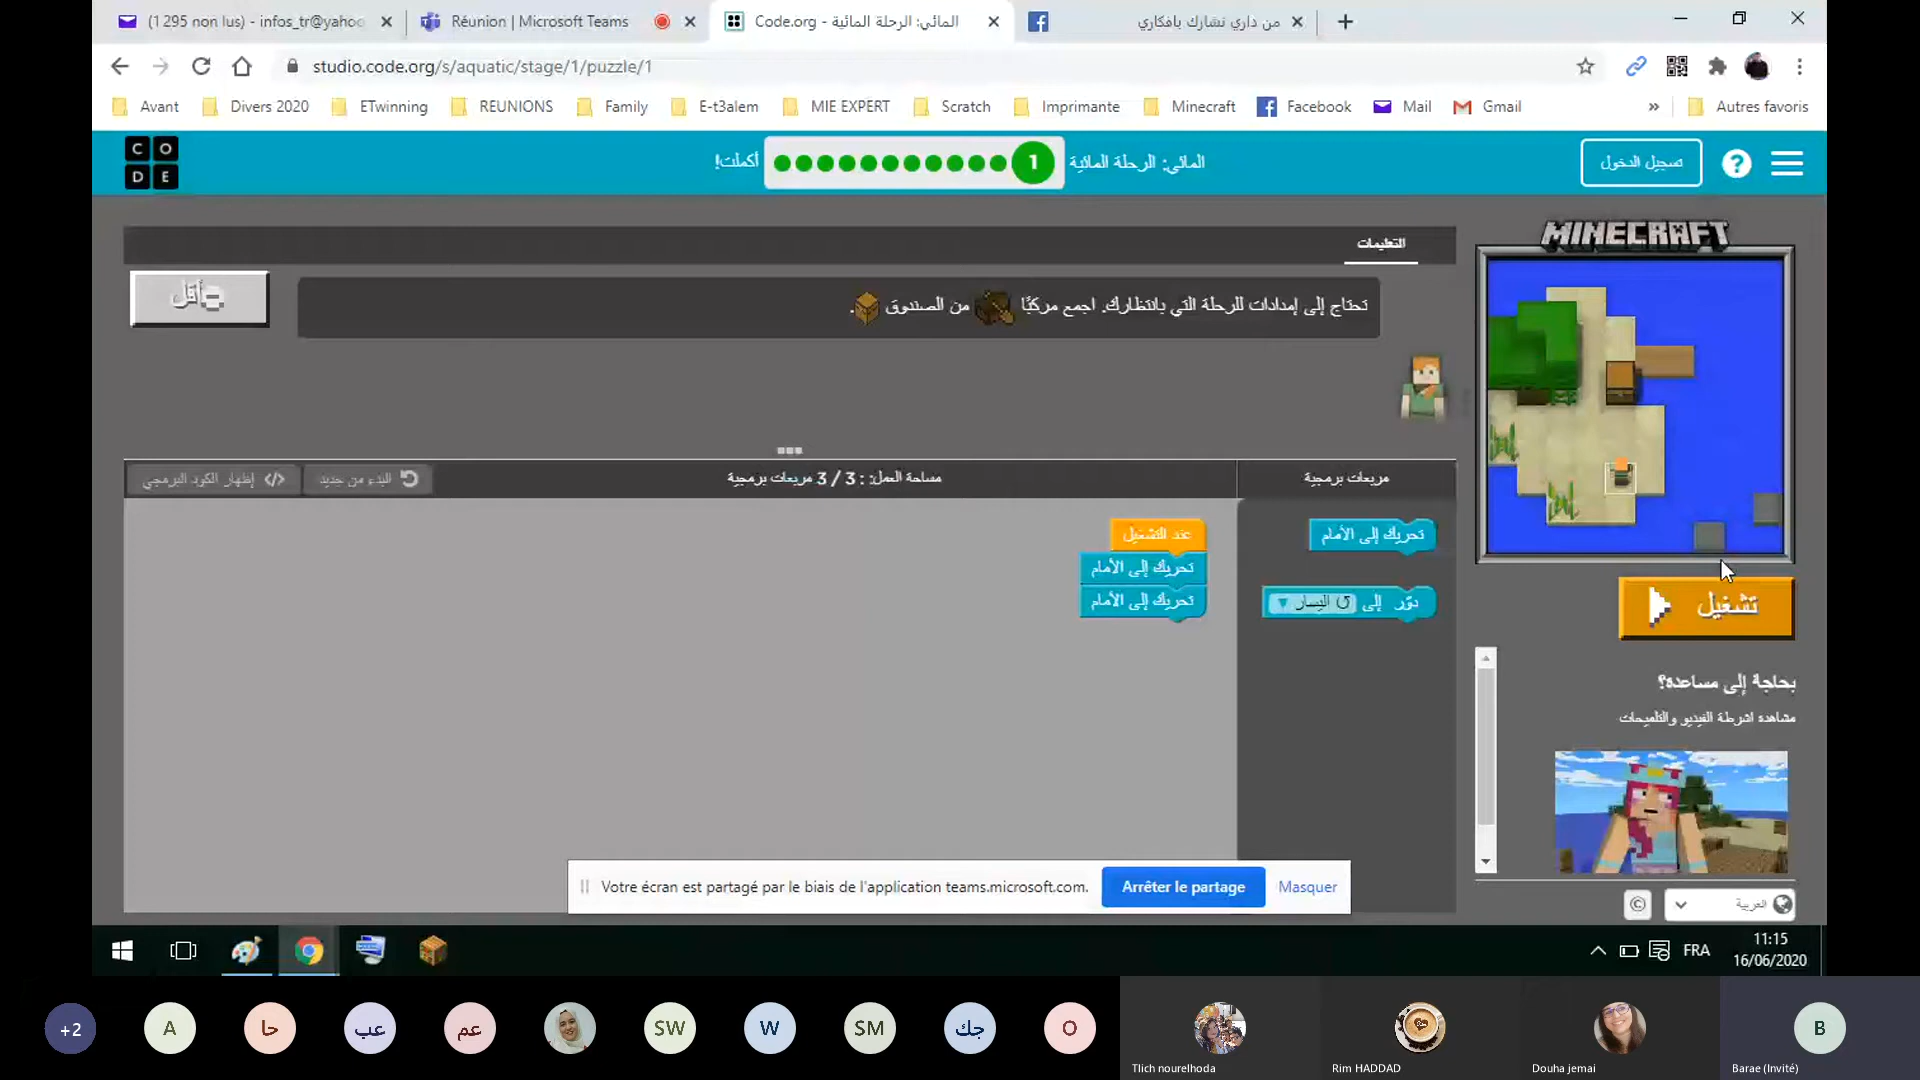 (1 295 non lus) - infos_tr@yahoo
Réunion | Microsoft Teams
المائي: الرحلة المائية - Code.org
من داري نشارك بافكاري
studio.code.org/s/aquatic/stage/1/puzzle/1
Avant
Divers 2020
ETwinning
REUNIONS
Family
E-t3alem
MIE EXPERT
Scratch
Imprimante
Minecraft
Facebook
Mail
Gmail
»
Autres favoris
C O
D E
المائي: الرحلة المائية
1
أكملت!
تسجيل الدخول
?
التعليمات
MINECRAFT
أقل
تحتاج إلى إمدادات للرحلة التي بانتظارك. اجمع مركبًا من الصندوق.
مربعات برمجية
مساحة العمل: : 3 / 3 مربعات برمجية
البدء من جديد
إظهار الكود البرمجي
عند التشغيل
تحريك إلى الأمام
تحريك إلى الأمام
تحريك إلى الأمام
دوّر إلى اليسار
تشغيل
بحاجة إلى مساعدة؟
مشاهدة اشرطة الفيديو والتلميحات
Votre écran est partagé par le biais de l'application teams.microsoft.com.
Arrêter le partage
Masquer
©
العربية
FRA
11:15
16/06/2020
+2
A
حا
عب
عم
SW
W
SM
جك
O
B
Tlich nourelhoda
Rim HADDAD
Douha jemai
Barae (Invité)